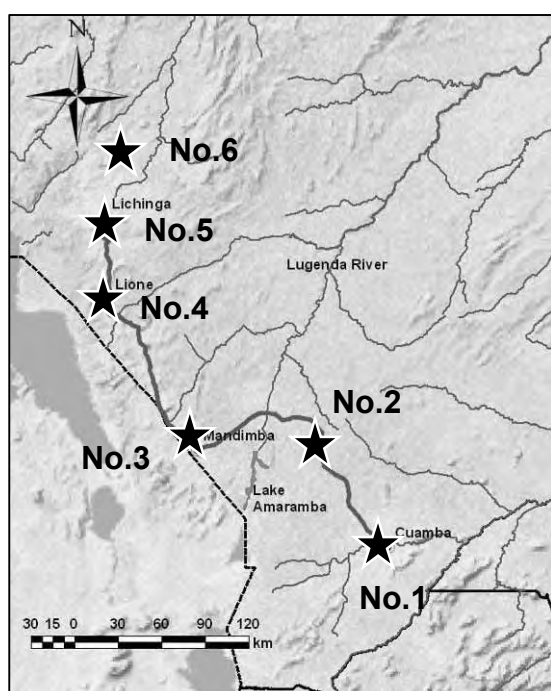 N
No.6
Lichinga
No.5
Lugenda River
Lione
No.4
No.2
Mandimba
No.3
Lake
Amaramba
Cuamba
No.1
30 15 0 30 60 90 120
km